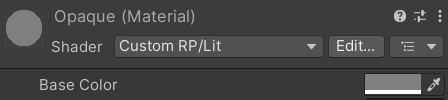 Opaque (Material)
Shader Custom RP/Lit Edit...
Base Color